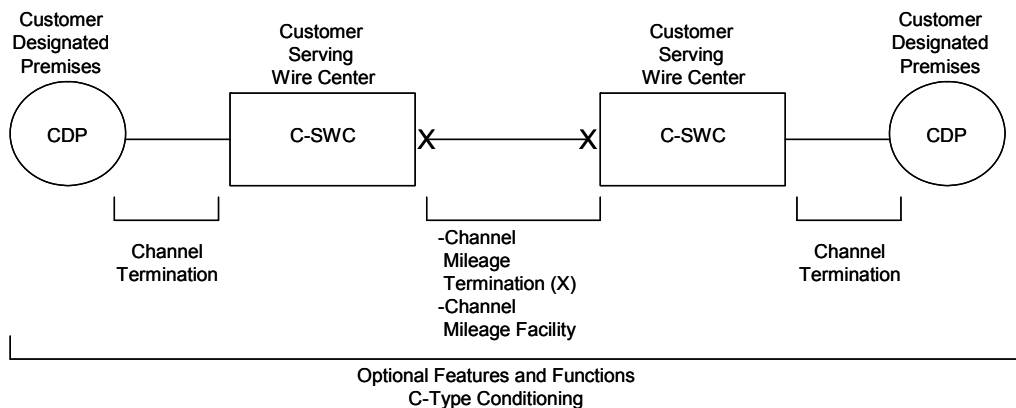 Customer
Designated
Premises
Customer
Serving
Wire Center
Customer
Serving
Wire Center
Customer
Designated
Premises
CDP
C-SWC
X
X
C-SWC
CDP
Channel
Termination
-Channel
Mileage
Termination (X)
-Channel
Mileage Facility
Channel
Termination
Optional Features and Functions
C-Type Conditioning